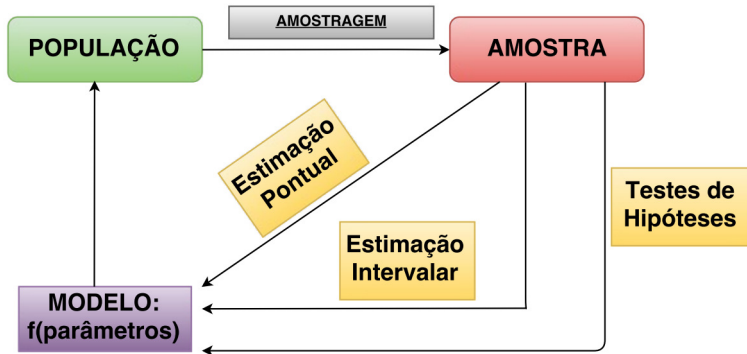 POPULAÇÃO
AMOSTRAGEM
AMOSTRA
Estimação
Pontual
Testes de
Hipóteses
Estimação
Intervalar
MODELO:
f(parâmetros)